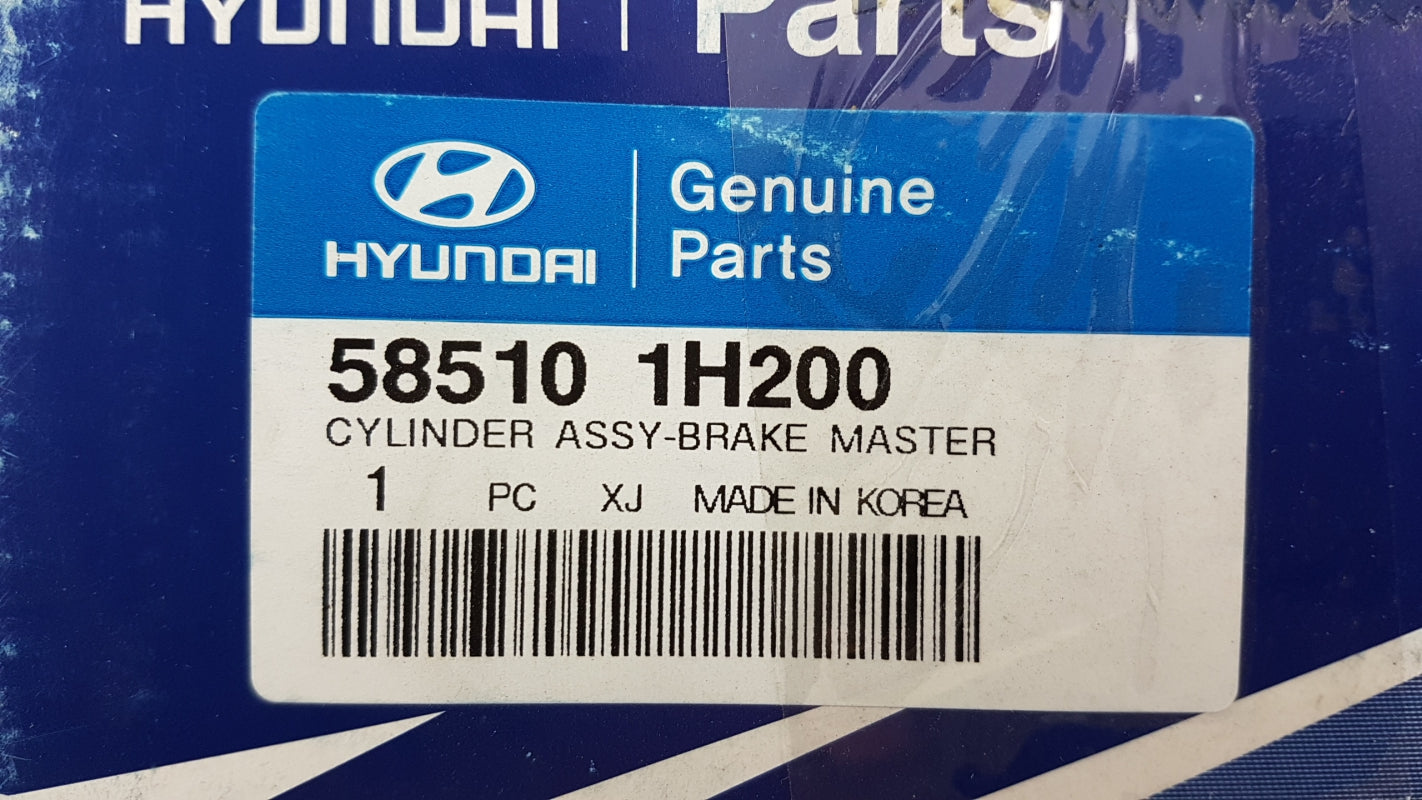 HYUNDAI | Parts
HYUNDAI
Genuine
Parts
58510 1H200
CYLINDER ASSY-BRAKE MASTER
1 PC XJ MADE IN KOREA